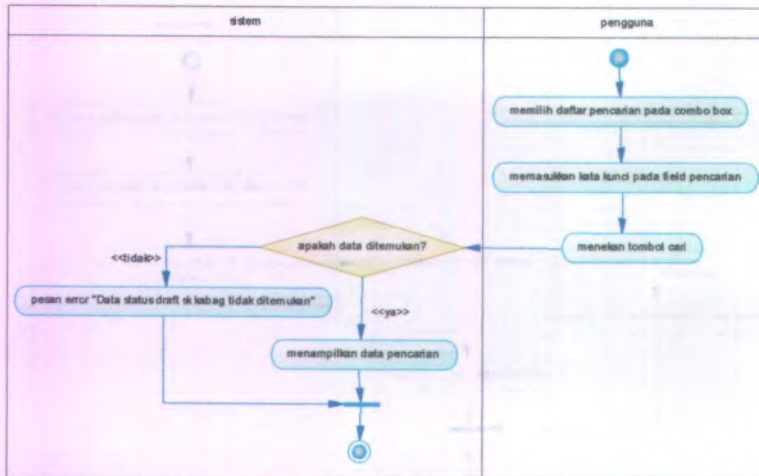 sistem
pengguna
memilih daftar pencarian pada combo box
memasukkan kata kunci pada field pencarian
menekan tombol cari
apakah data ditemukan?
<<tidak>>
pesan error "Data status draft sk kabag tidak ditemukan"
<<ya>>
menampilkan data pencarian